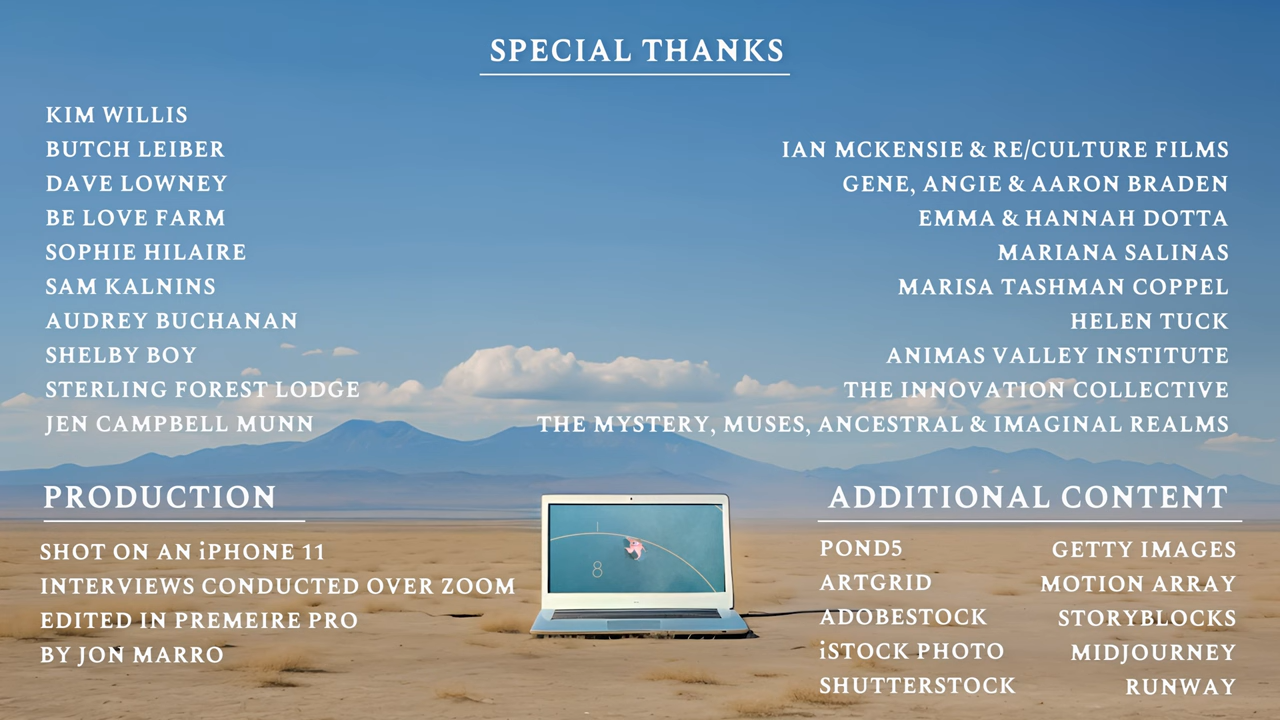 SPECIAL THANKS
KIM WILLIS
BUTCH LEIBER
DAVE LOWNEY
BE LOVE FARM
SOPHIE HILAIRE
SAM KALNINS
AUDREY BUCHANAN
SHELBY BOY
STERLING FOREST LODGE
JEN CAMPBELL MUNN
IAN MCKENSIE & RE/CULTURE FILMS
GENE, ANGIE & AARON BRADEN
EMMA & HANNAH DOTTA
MARIANA SALINAS
MARISA TASHMAN COPPEL
HELEN TUCK
ANIMAS VALLEY INSTITUTE
THE INNOVATION COLLECTIVE
THE MYSTERY, MUSES, ANCESTRAL & IMAGINAL REALMS
PRODUCTION
SHOT ON AN iPHONE 11
INTERVIEWS CONDUCTED OVER ZOOM
EDITED IN PREMEIRE PRO
BY JON MARRO
8
ADDITIONAL CONTENT
POND5
ARTGRID
ADOBESTOCK
iSTOCK PHOTO
SHUTTERSTOCK
GETTY IMAGES
MOTION ARRAY
STORYBLOCKS
MIDJOURNEY
RUNWAY